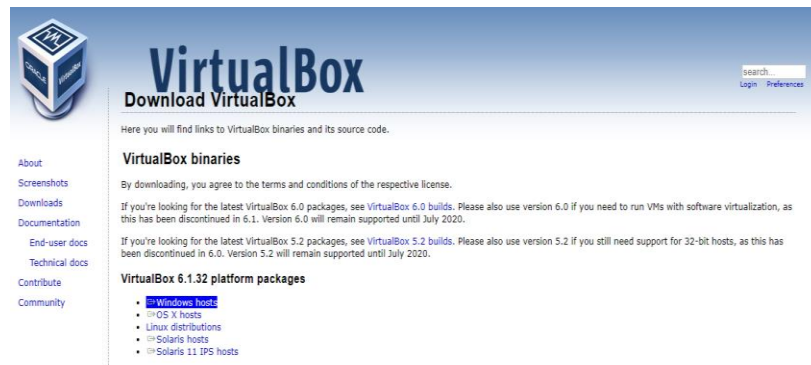 ORACLE
VirtualBox
VirtualBox
search...
Login Preferences
Download VirtualBox
Here you will find links to VirtualBox binaries and its source code.
About
Screenshots
Downloads
Documentation
End-user docs
Technical docs
Contribute
Community
VirtualBox binaries
By downloading, you agree to the terms and conditions of the respective license.
If you're looking for the latest VirtualBox 6.0 packages, see VirtualBox 6.0 builds. Please also use version 6.0 if you need to run VMs with software virtualization, as
this has been discontinued in 6.1. Version 6.0 will remain supported until July 2020.
If you're looking for the latest VirtualBox 5.2 packages, see VirtualBox 5.2 builds. Please also use version 5.2 if you still need support for 32-bit hosts, as this has
been discontinued in 6.0. Version 5.2 will remain supported until July 2020.
VirtualBox 6.1.32 platform packages
Windows hosts
OS X hosts
Linux distributions
Solaris hosts
Solaris 11 IPS hosts